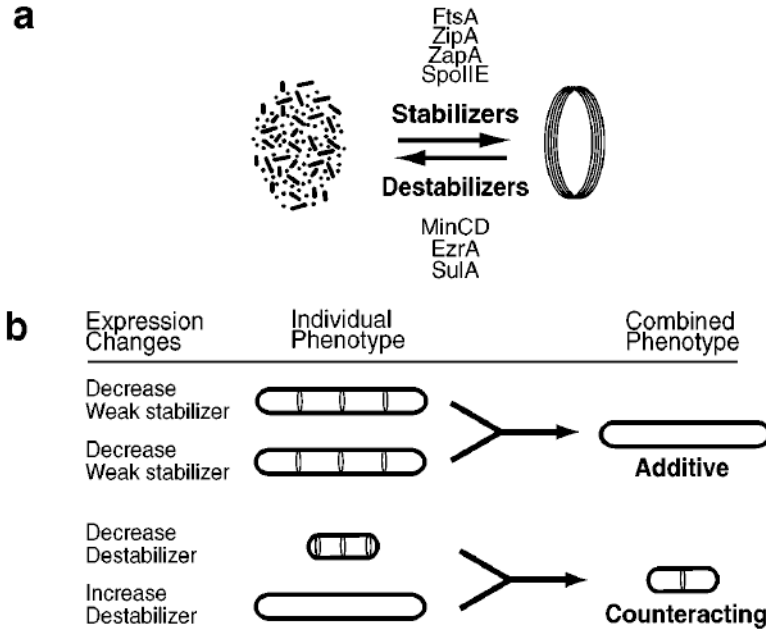 a
FtsA
ZipA
ZapA
SpoIIE
Stabilizers
Destabilizers
MinCD
EzrA
SulA
b
Expression
Changes
Individual
Phenotype
Combined
Phenotype
Decrease
Weak stabilizer
Decrease
Weak stabilizer
Additive
Decrease
Destabilizer
Increase
Destabilizer
Counteracting